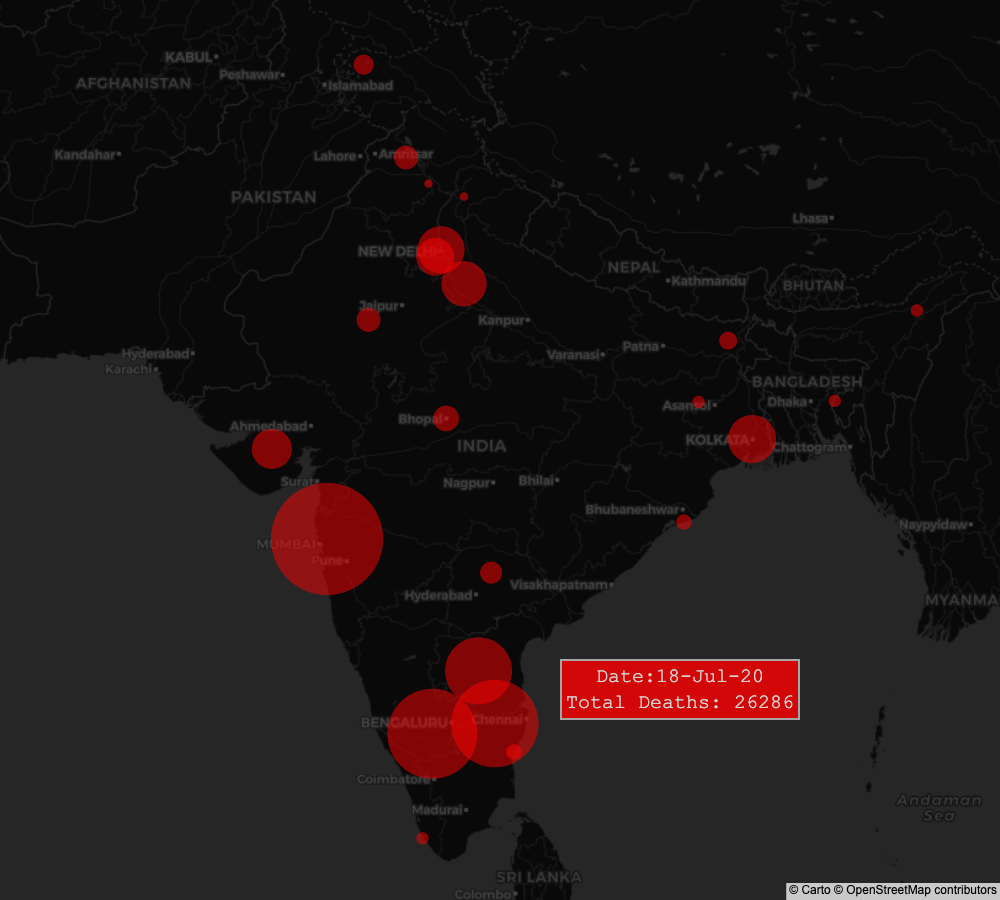 KABUL
Peshawar
AFGHANISTAN
Islamabad
Kandahar
Lahore
Amritsar
PAKISTAN
Lhasa
NEW DELHI
NEPAL
Kathmandu
BHUTAN
Jaipur
Kanpur
Hyderabad
Karachi
Varanasi
Patna
BANGLADESH
Asansol
Dhaka
Ahmedabad
Bhopal
INDIA
KOLKATA
Chattogram
Surat
Nagpur
Bhilai
Bhubaneshwar
Naypyidaw
MUMBAI
Pune
Hyderabad
Visakhapatnam
MYANMA
Date:18-Jul-20
Total Deaths: 26286
BENGALURU
Chennai
Coimbatore
Madurai
Andaman
Sea
SRI LANKA
Colombo
© Carto © OpenStreetMap contributors